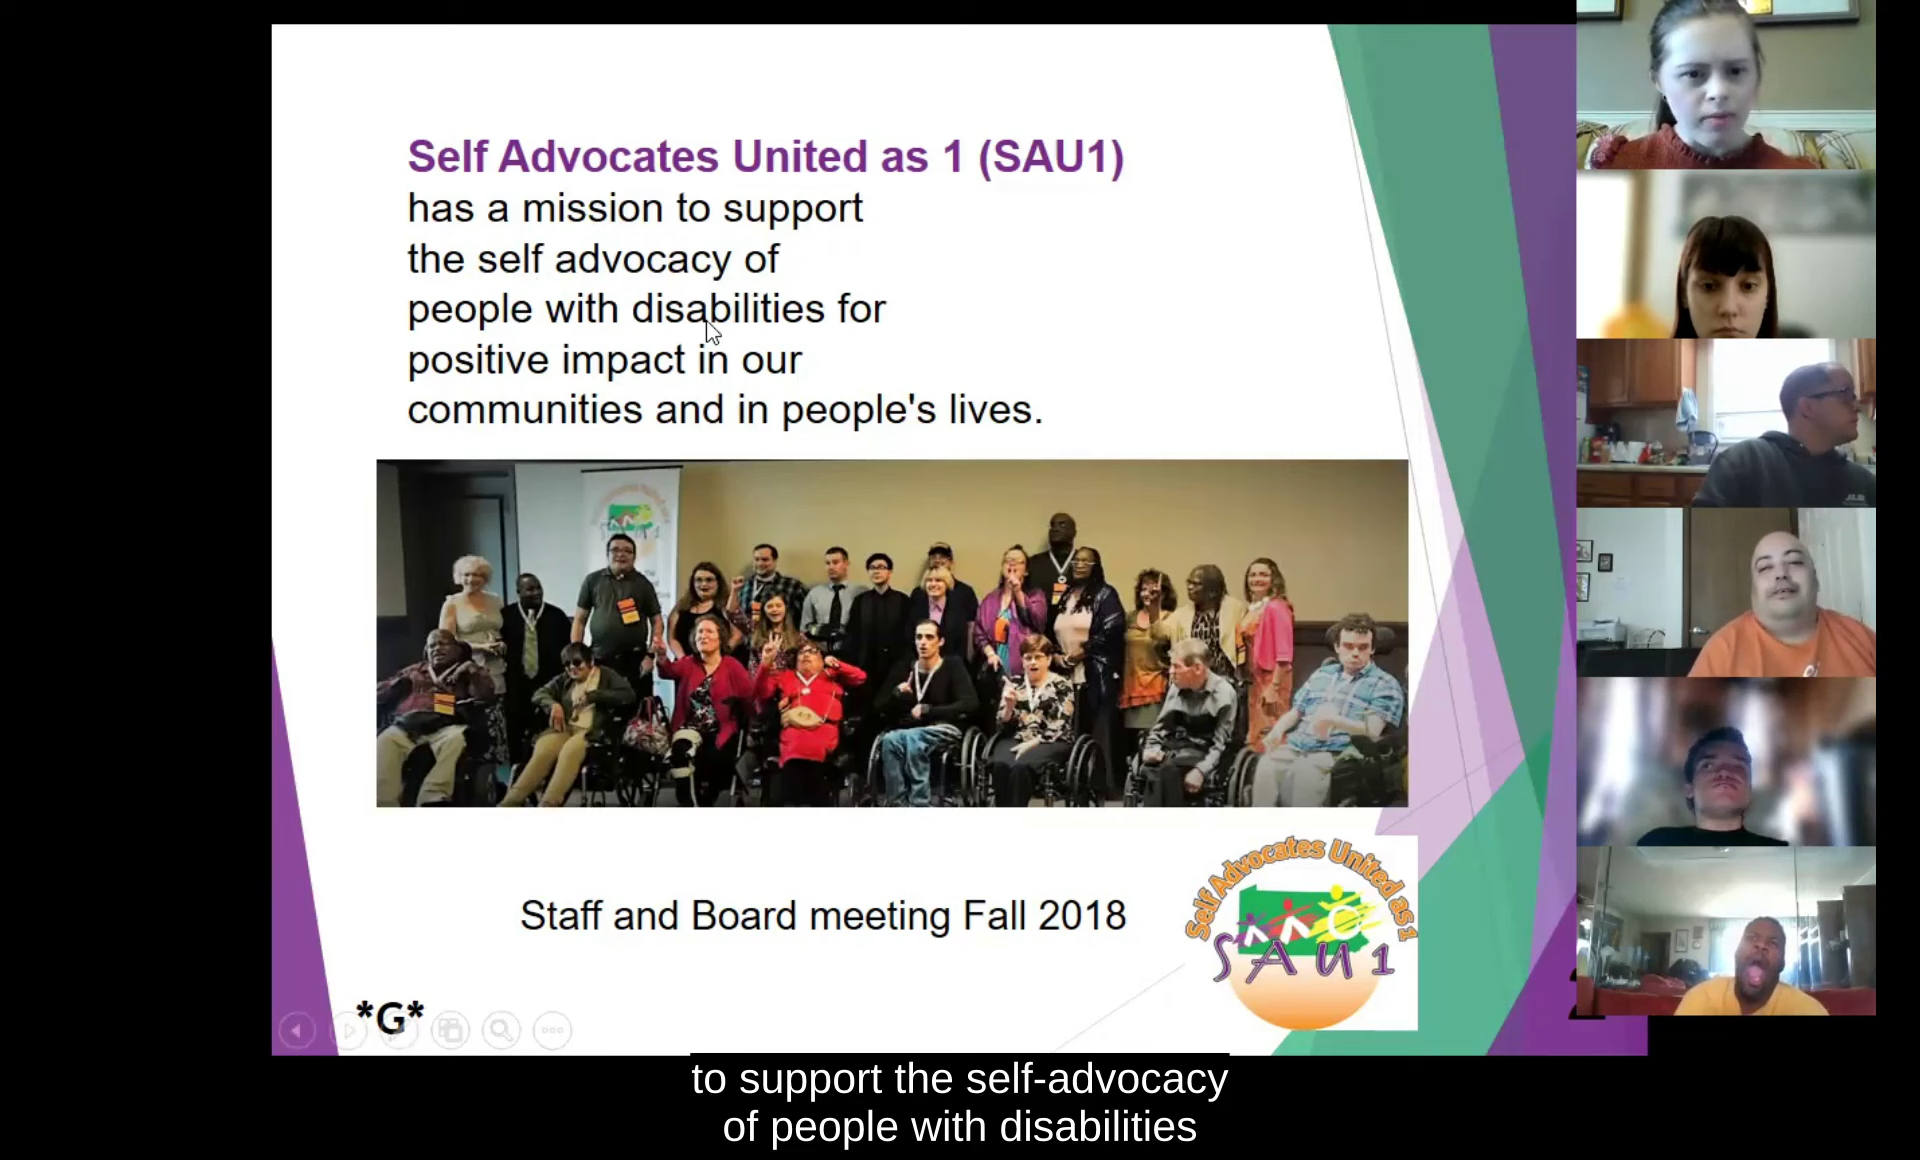 Self Advocates United as 1 (SAU1)
has a mission to support
the self advocacy of
people with disabilities for
positive impact in our
communities and in people's lives.
Staff and Board meeting Fall 2018
Self Advocates United as 1
SAU1
*G*
to support the self-advocacy
of people with disabilities